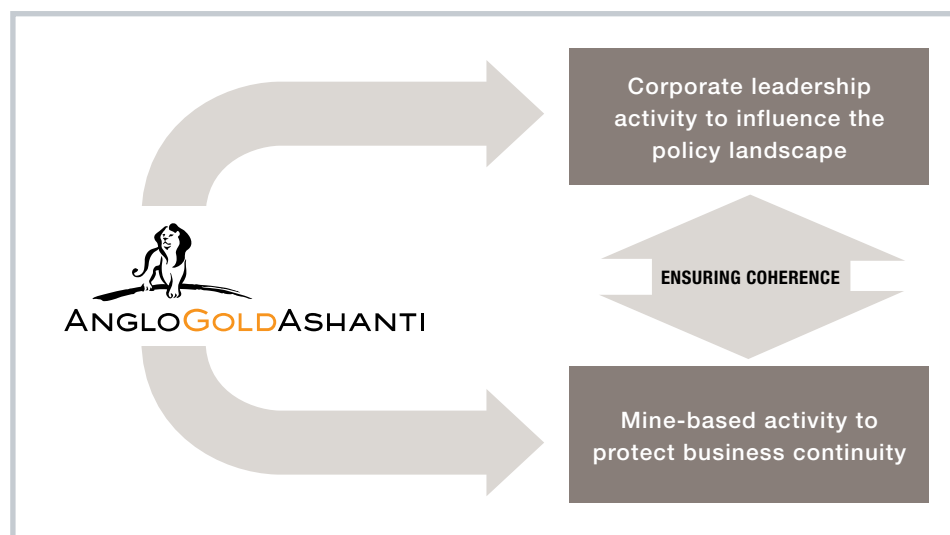 Corporate leadership
activity to influence the
policy landscape
ENSURING COHERENCE
ANGLOGOLDASHANTI
Mine-based activity to
protect business continuity